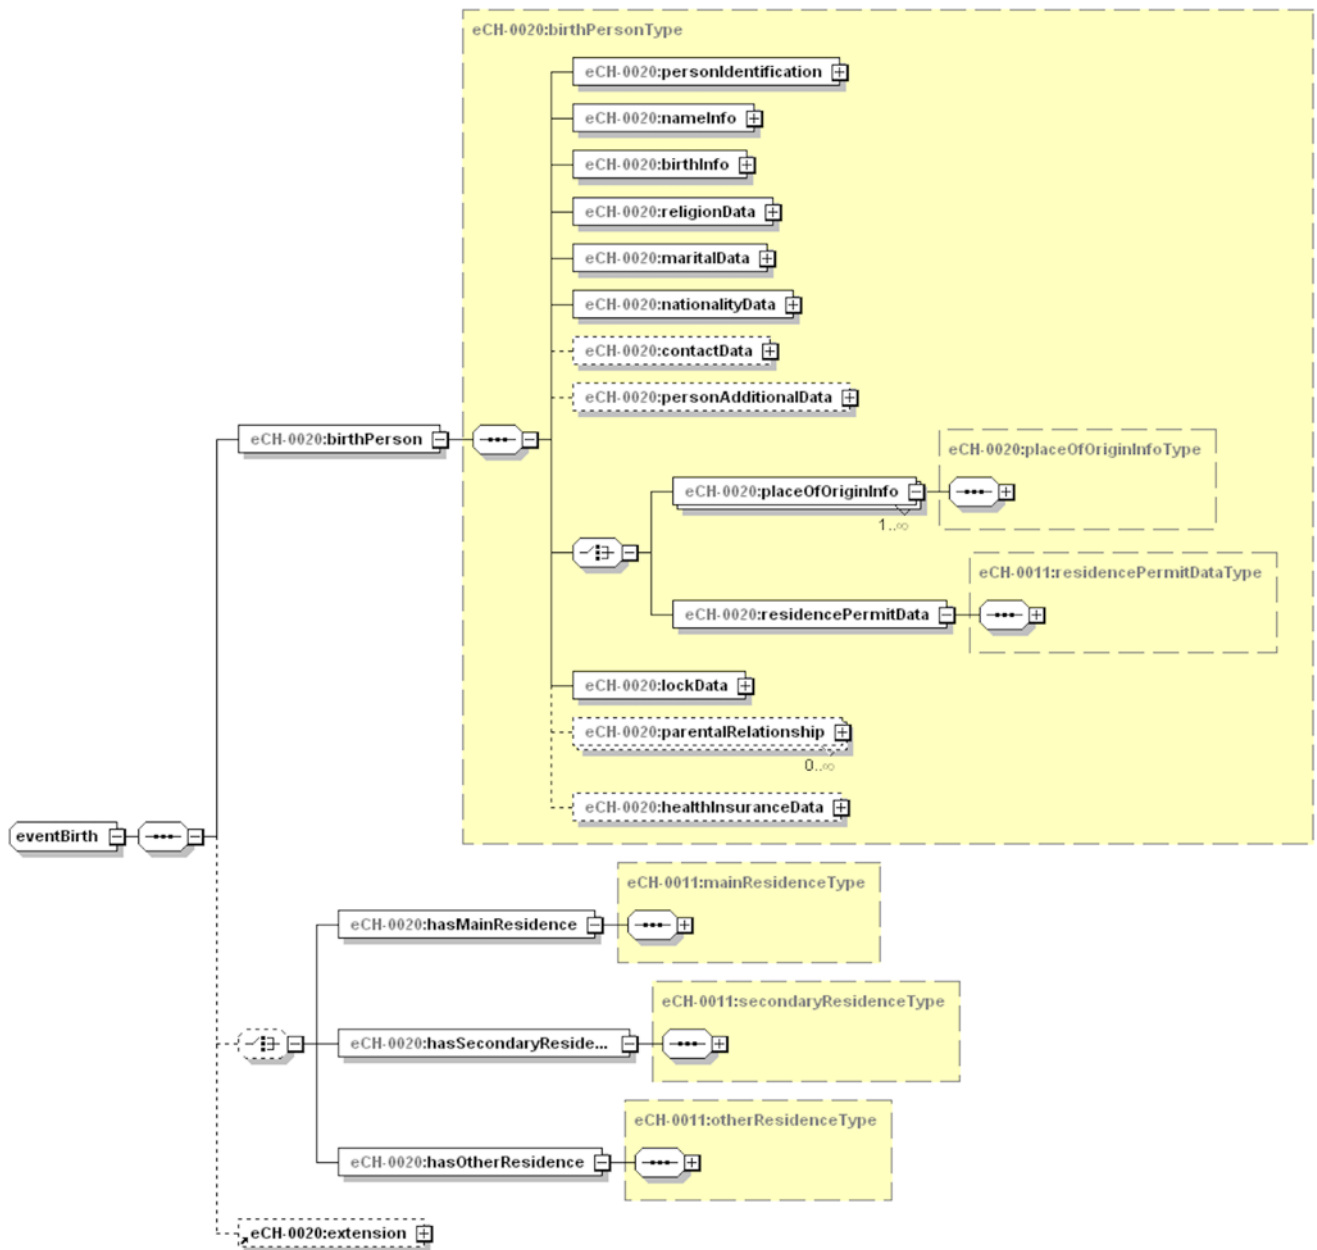 eCH-0020:birthPersonType
eCH-0020:personIdentification
eCH-0020:nameInfo
eCH-0020:birthInfo
eCH-0020:religionData
eCH-0020:maritalData
eCH-0020:nationalityData
eCH-0020:contactData
eCH-0020:personAdditionalData
eCH-0020:birthPerson
eCH-0020:placeOfOriginInfoType
eCH-0020:placeOfOriginInfo
1..∞
eCH-0011:residencePermitDataType
eCH-0020:residencePermitData
eCH-0020:lockData
eCH-0020:parentalRelationship
0..∞
eCH-0020:healthInsuranceData
eventBirth
eCH-0011:mainResidenceType
eCH-0020:hasMainResidence
eCH-0011:secondaryResidenceType
eCH-0020:hasSecondaryReside...
eCH-0011:otherResidenceType
eCH-0020:hasOtherResidence
eCH-0020:extension